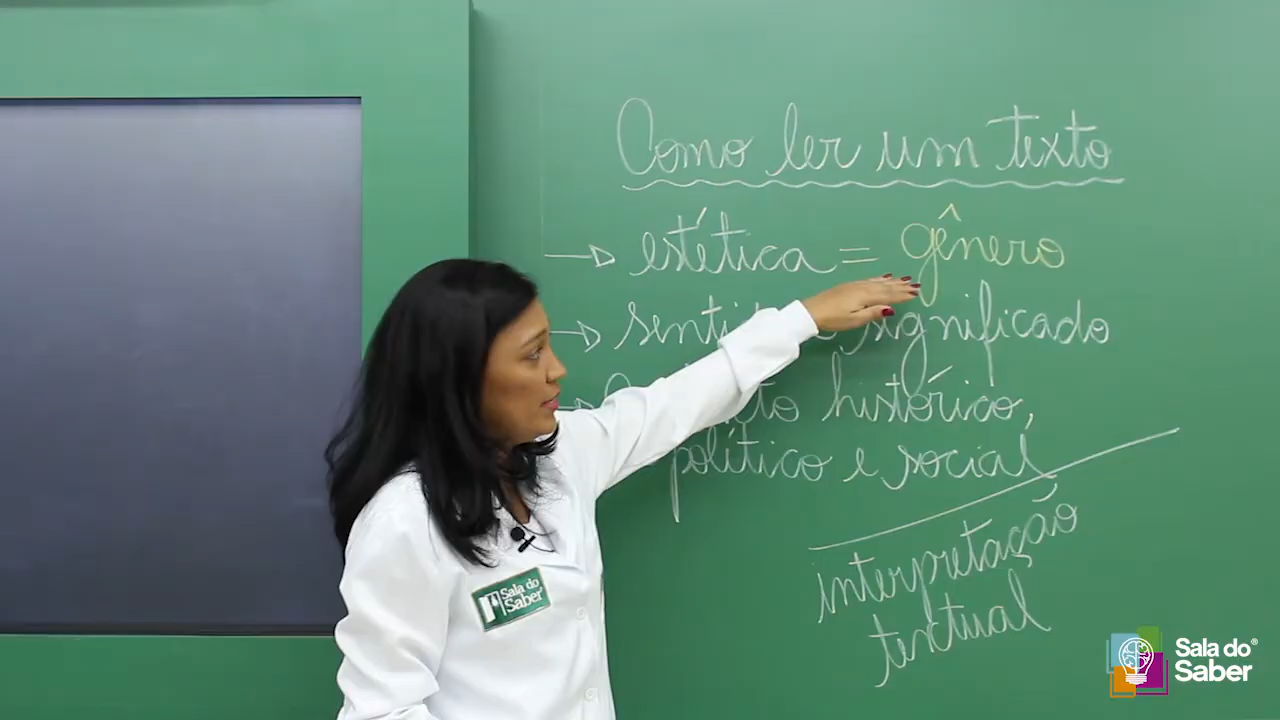 Como ler um texto
→ estética = gênero
→ significado
histórico,
político e social
interpretação
textual
Sala do
Saber
Sala do®
Saber